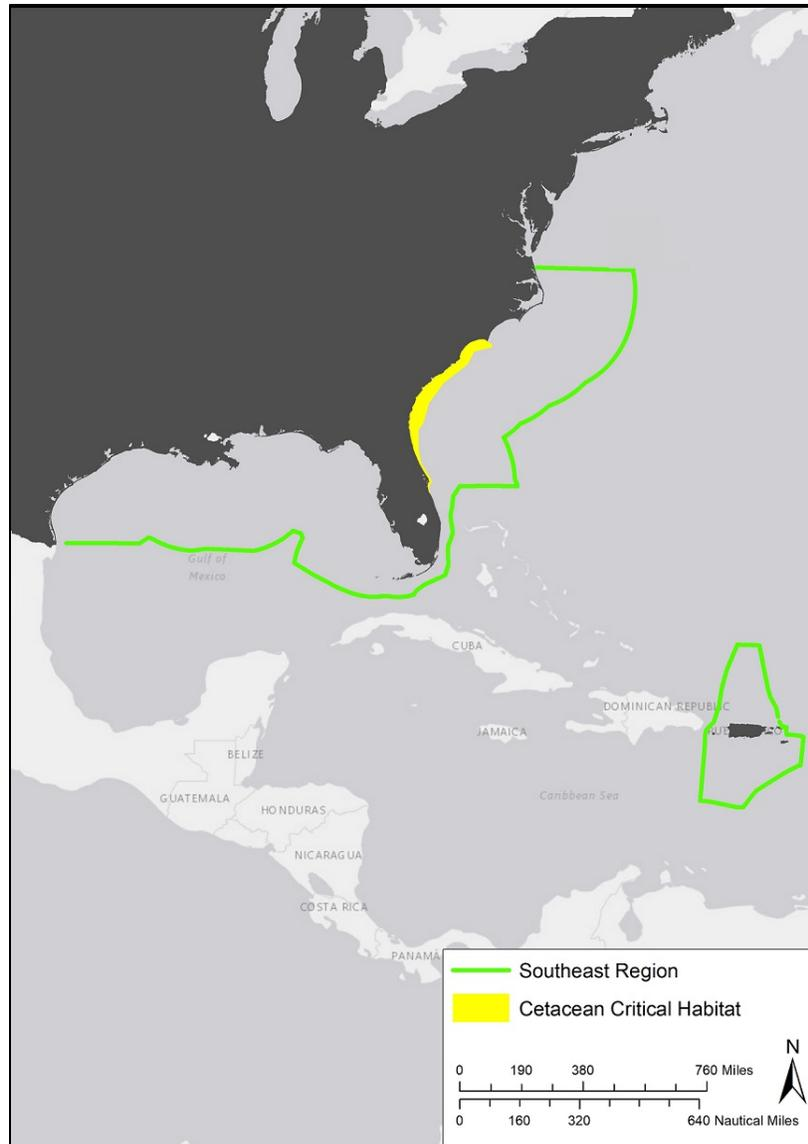 Gulf of
Mexico
CUBA
DOMINICAN REPUBLIC
JAMAICA
BELIZE
GUATEMALA
HONDURAS
Caribbean Sea
NICARAGUA
COSTA RICA
PANAMÁ
Southeast Region
Cetacean Critical Habitat
N
0 190 380 760 Miles
0 160 320 640 Nautical Miles